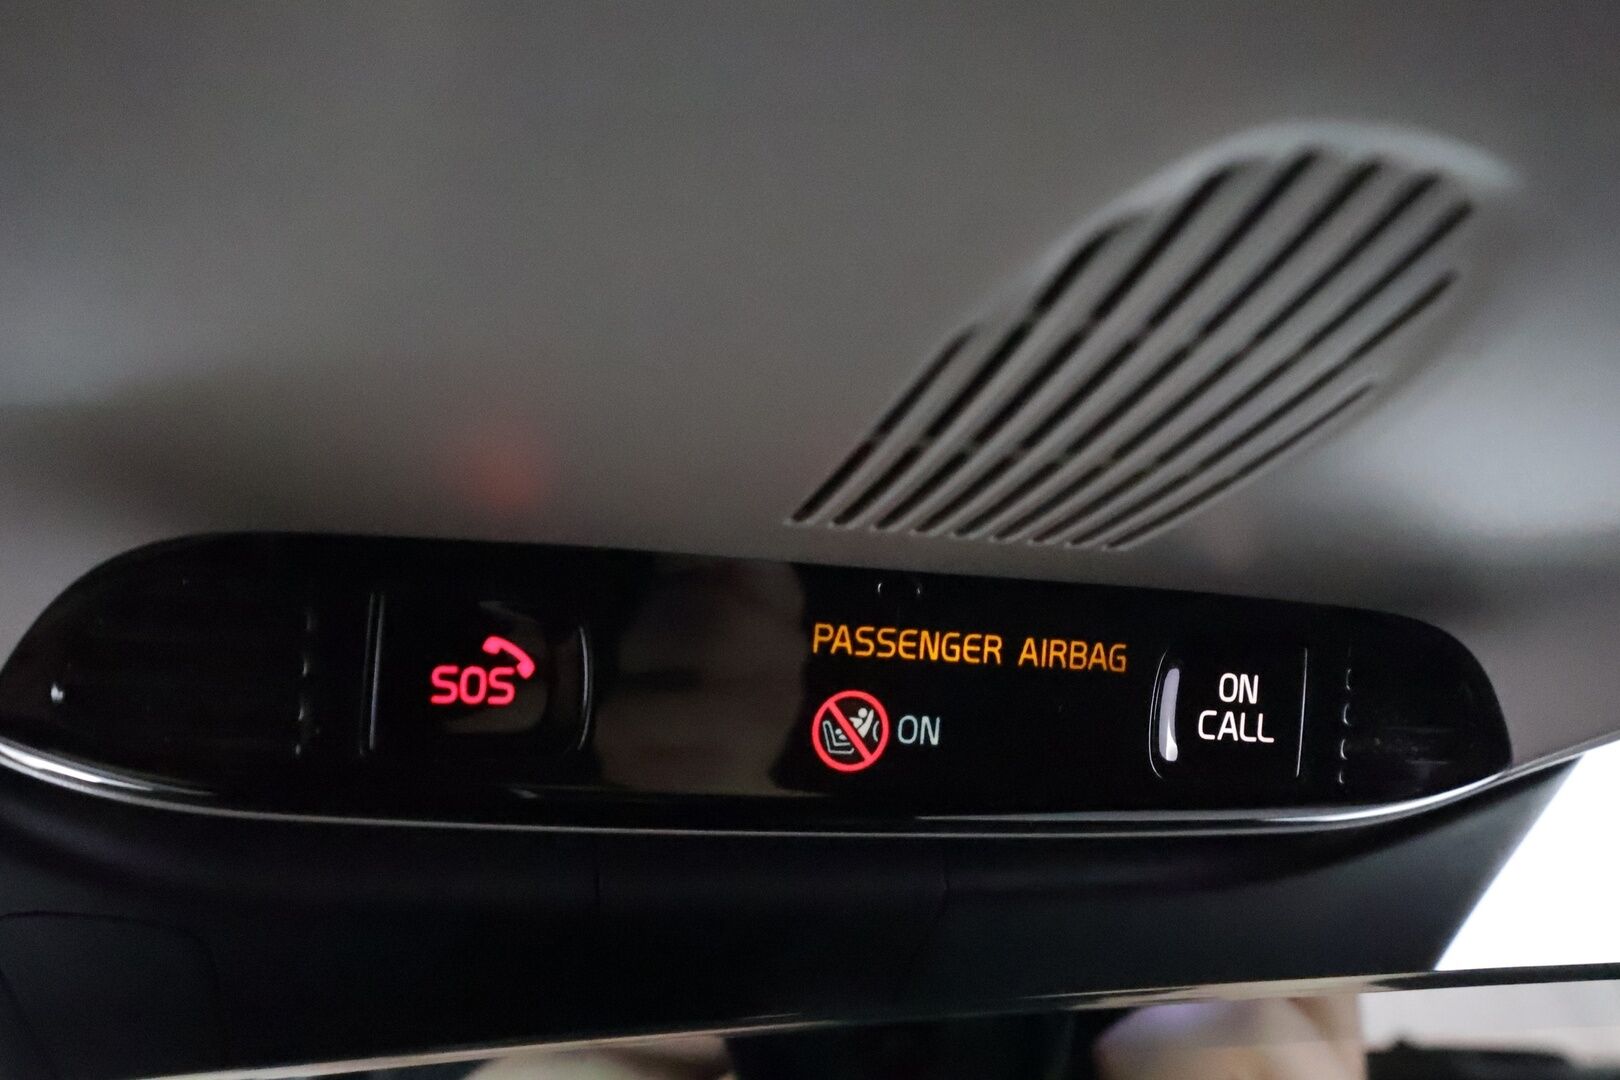 SOS
PASSENGER AIRBAG
ON
ON
CALL